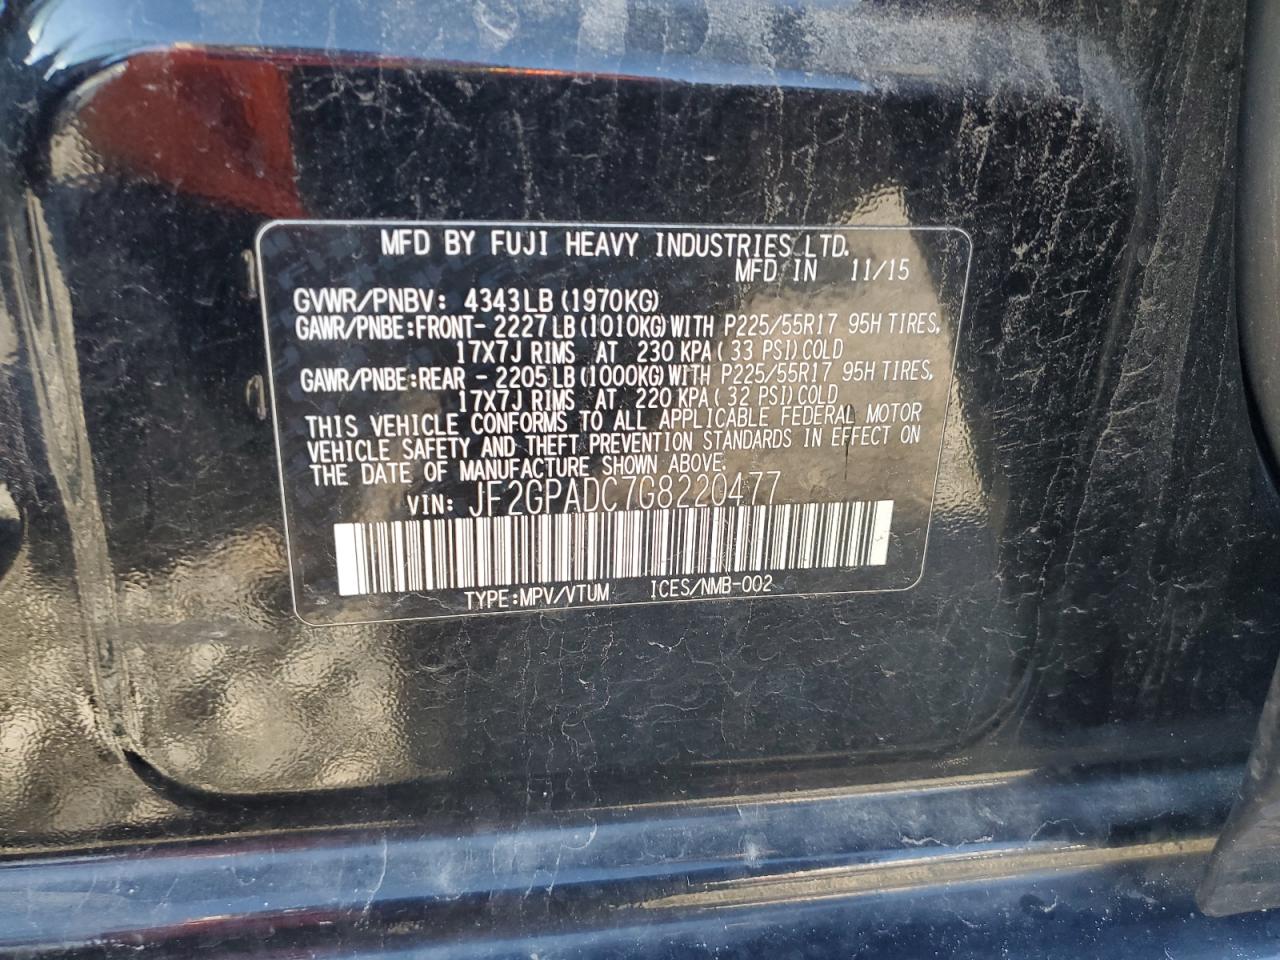 MFD BY FUJI HEAVY INDUSTRIES LTD.
MFD IN 11/15
GVWR/PNBV: 4343LB (1970KG)
GAWR/PNBE:FRONT- 2227LB (1010KG) WITH P225/55R17 95H TIRES,
17X7J RIMS AT 230 KPA( 33 PSI) COLD
GAWR/PNBE:REAR - 2205LB (1000KG) WITH P225/55R17 95H TIRES,
17X7J RIMS AT 220 KPA( 32 PSI) COLD
THIS VEHICLE CONFORMS TO ALL APPLICABLE FEDERAL MOTOR
VEHICLE SAFETY AND THEFT PREVENTION STANDARDS IN EFFECT ON
THE DATE OF MANUFACTURE SHOWN ABOVE.
VIN: JF2GPADC7G8220477
TYPE:MPV/VTUM ICES/NMB-002